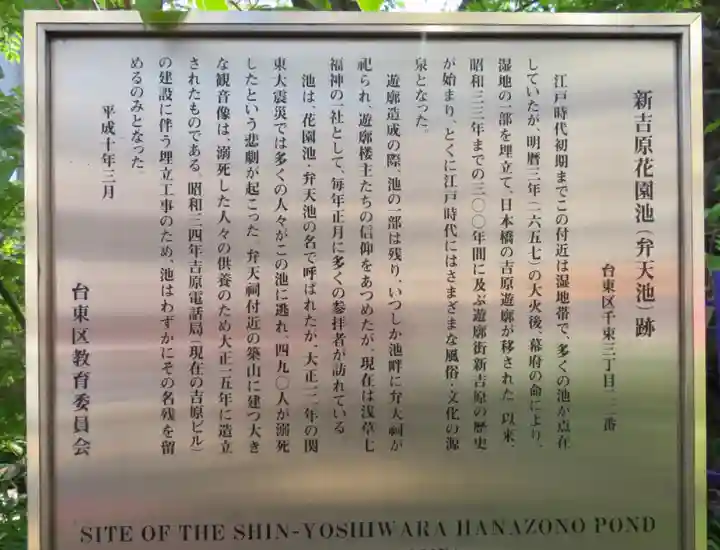 新吉原花園池(弁天池)跡
台東区千束三丁目二二番
江戸時代初期までこの付近は湿地帯で、多くの池が点在
していたが、明暦三年(一六五七)の大火後、幕府の命により、
湿地の一部を埋立て、日本橋の吉原遊廓が移された。以来、
昭和三三年までの三〇〇年間に及ぶ遊廓街新吉原の歴史
が始まり、とくに江戸時代にはさまざまな風俗・文化の源
泉となった。
遊廓造成の際、池の一部は残り、いつしか池畔に弁天祠が
祀られ、遊廓楼主たちの信仰をあつめたが、現在は浅草七
福神の一社として、毎年正月に多くの参拝者が訪れている
池は、花園池・弁天池の名で呼ばれたが、大正一二年の関
東大震災では多くの人々がこの池に逃れ、四九〇人が溺死
したという悲劇が起こった。弁天祠付近の築山に建つ大き
な観音像は、溺死した人々の供養のため大正一五年に造立
されたものである。昭和三四年吉原電話局(現在の吉原ビル)
の建設に伴う埋立工事のため、池はわずかにその名残を留
めるのみとなった
平成十年三月
台東区教育委員会
SITE OF THE SHIN-YOSHIWARA HANAZONO POND